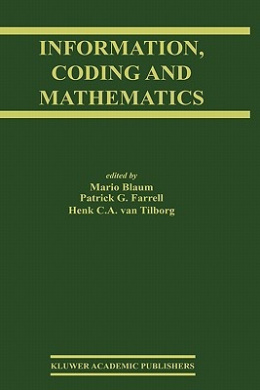 INFORMATION,
CODING AND
MATHEMATICS
edited by
Mario Blaum
Patrick G. Farrell
Henk C.A. van Tilborg
KLUWER ACADEMIC PUBLISHERS